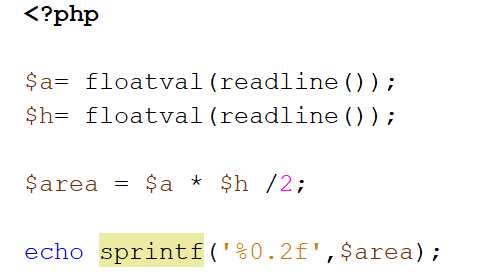 <?php
$a= floatval(readline());
$h= floatval(readline());
$area = $a * $h /2;
echo sprintf('%0.2f',$area);